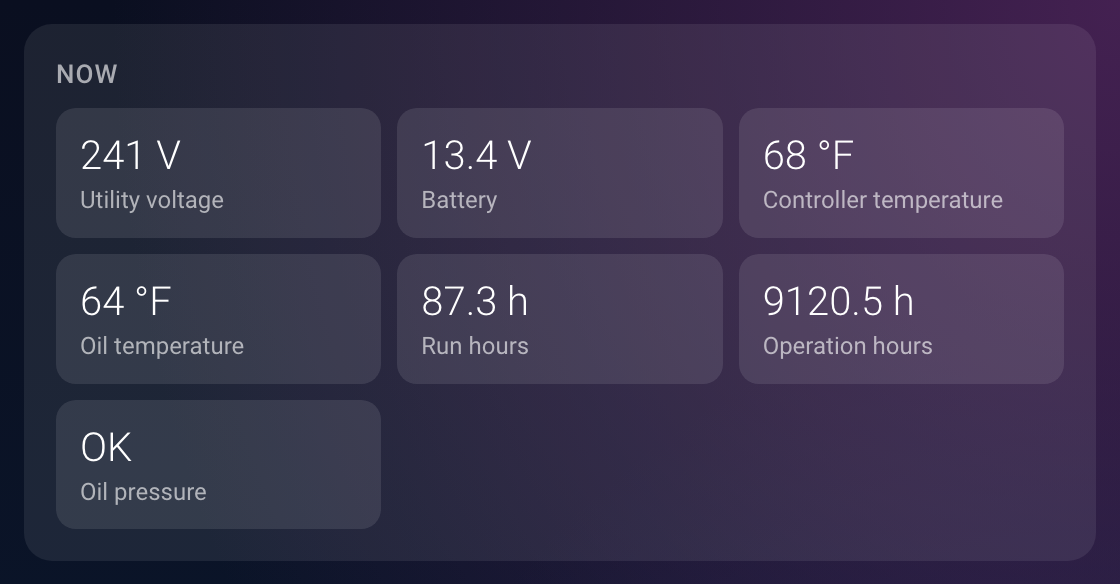 NOW
241 V
Utility voltage
13.4 V
Battery
68 °F
Controller temperature
64 °F
Oil temperature
87.3 h
Run hours
9120.5 h
Operation hours
OK
Oil pressure